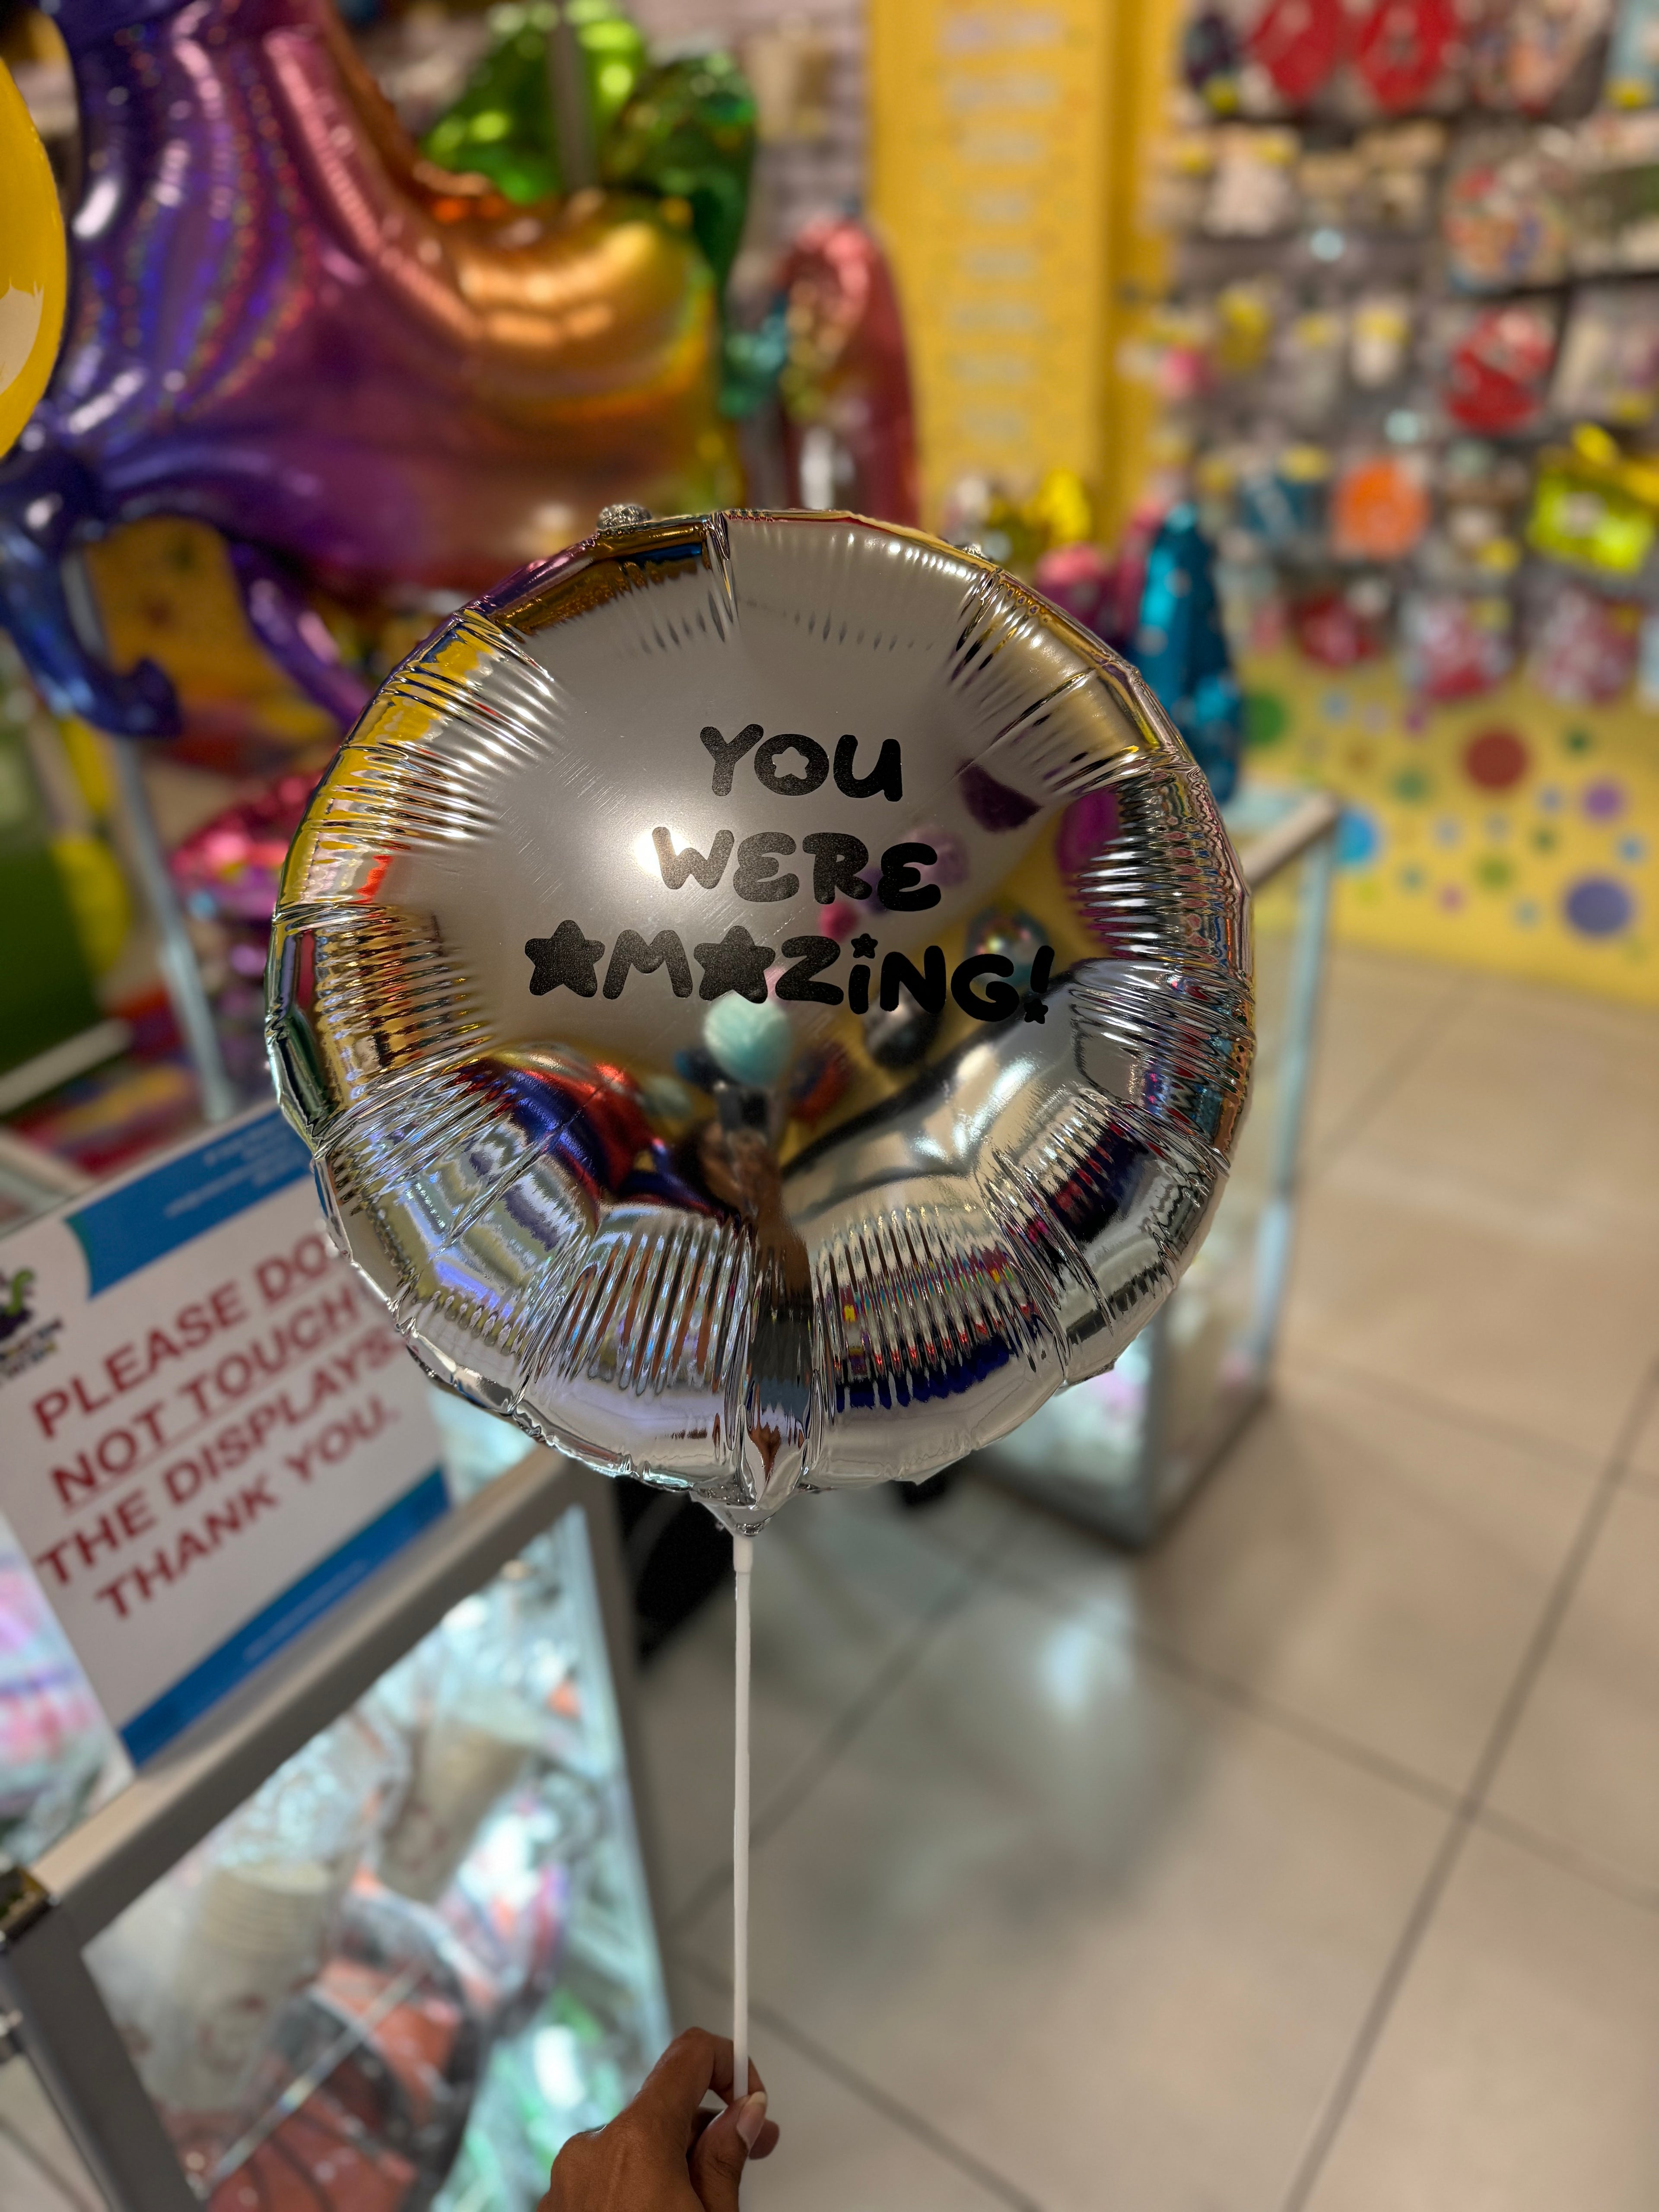 YOU
WERE
AMAZiNG!
PLEASE DO
NOT TOUCH
THE DISPLAYS.
THANK YOU.